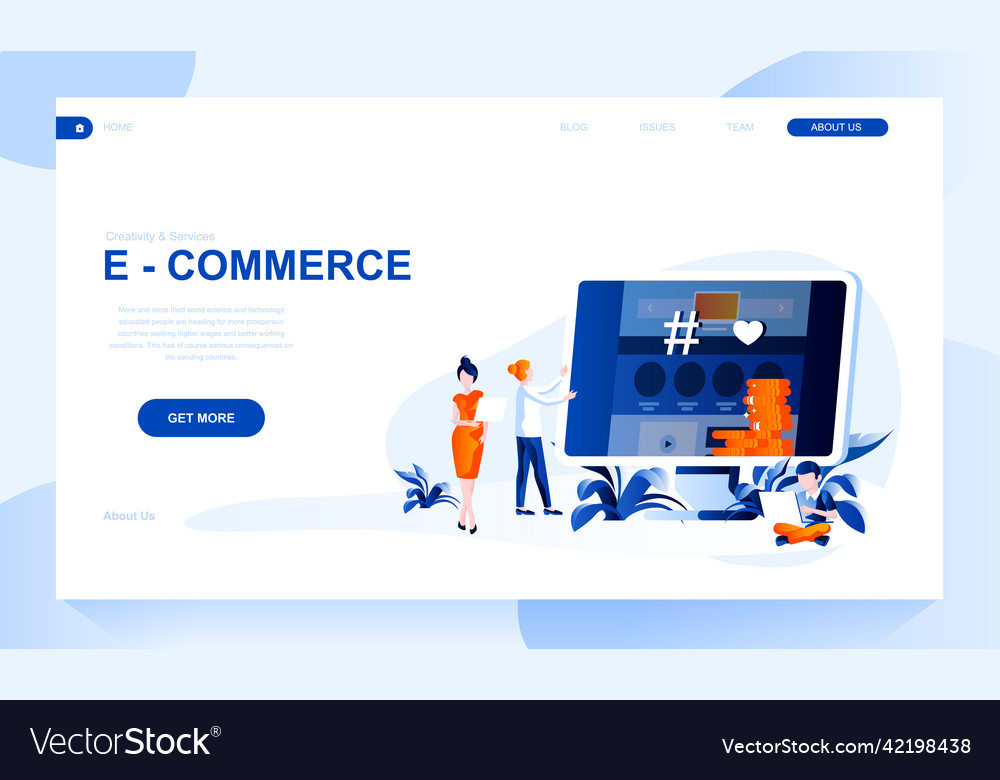 HOME
BLOG
ISSUES
TEAM
ABOUT US
Creativity & Services
E - COMMERCE
More and more third world science and technology
educated people are heading for more prosperous
countries seeking higher wages and better working
conditions. This has of course serious consequences on
the sending countries.
#
GET MORE
About Us
VectorStock®
VectorStock.com/42198438